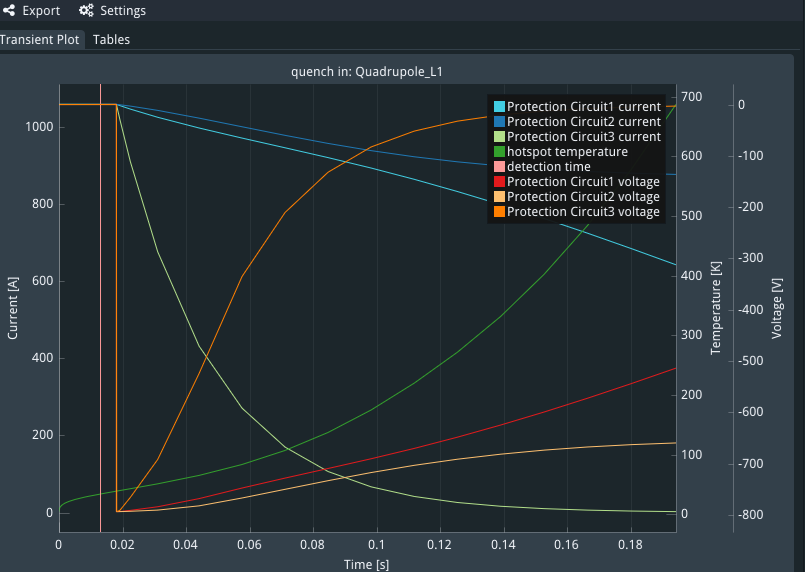 Export Settings
Transient Plot Tables
quench in: Quadrupole_L1
Protection Circuit1 current
Protection Circuit2 current
Protection Circuit3 current
hotspot temperature
detection time
Protection Circuit1 voltage
Protection Circuit2 voltage
Protection Circuit3 voltage
Current [A]
1000
800
600
400
200
0
700
600
500
400
300
200
100
0
Temperature [K]
0
-100
-200
-300
-400
-500
-600
-700
-800
Voltage [V]
0 0.02 0.04 0.06 0.08 0.1 0.12 0.14 0.16 0.18
Time [s]